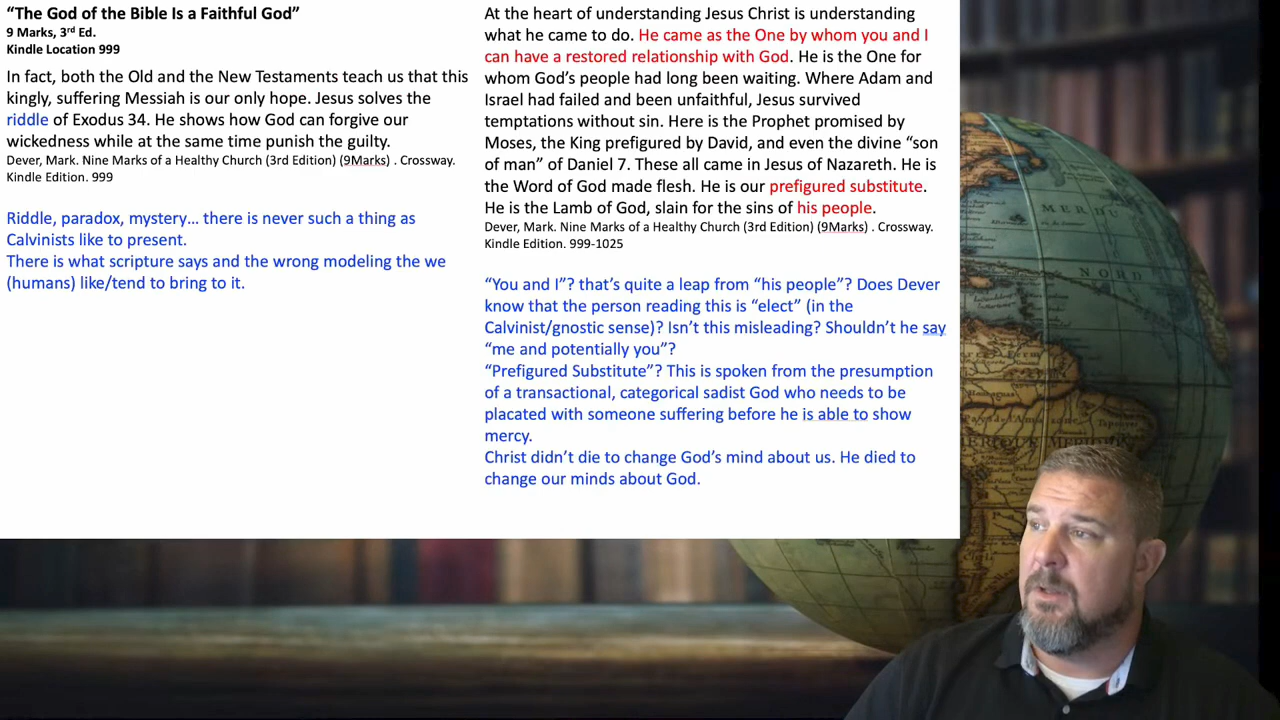 “The God of the Bible Is a Faithful God”
9 Marks, 3rd Ed.
Kindle Location 999
In fact, both the Old and the New Testaments teach us that this
kingly, suffering Messiah is our only hope. Jesus solves the
riddle of Exodus 34. He shows how God can forgive our
wickedness while at the same time punish the guilty.
Dever, Mark. Nine Marks of a Healthy Church (3rd Edition) (9Marks) . Crossway.
Kindle Edition. 999
Riddle, paradox, mystery… there is never such a thing as
Calvinists like to present.
There is what scripture says and the wrong modeling the we
(humans) like/tend to bring to it.
At the heart of understanding Jesus Christ is understanding
what he came to do. He came as the One by whom you and I
can have a restored relationship with God. He is the One for
whom God’s people had long been waiting. Where Adam and
Israel had failed and been unfaithful, Jesus survived
temptations without sin. Here is the Prophet promised by
Moses, the King prefigured by David, and even the divine “son
of man” of Daniel 7. These all came in Jesus of Nazareth. He is
the Word of God made flesh. He is our prefigured substitute.
He is the Lamb of God, slain for the sins of his people.
Dever, Mark. Nine Marks of a Healthy Church (3rd Edition) (9Marks) . Crossway.
Kindle Edition. 999-1025
“You and I”? that’s quite a leap from “his people”? Does Dever
know that the person reading this is “elect” (in the
Calvinist/gnostic sense)? Isn’t this misleading? Shouldn’t he say
“me and potentially you”?
“Prefigured Substitute”? This is spoken from the presumption
of a transactional, categorical sadist God who needs to be
placated with someone suffering before he is able to show
mercy.
Christ didn’t die to change God’s mind about us. He died to
change our minds about God.
MER DU
NORD